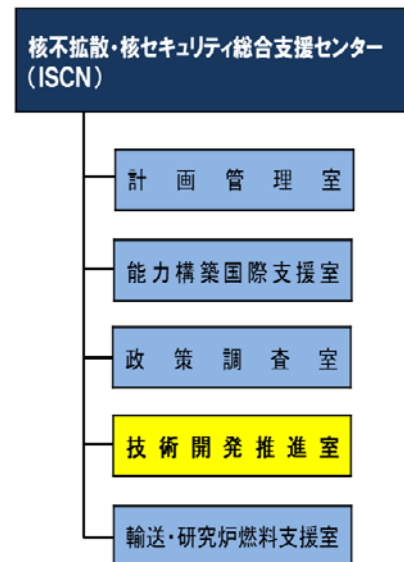 核不拡散・核セキュリティ総合支援センター
(ISCN)
計画管理室
能力構築国際支援室
政策調査室
技術開発推進室
輸送・研究炉燃料支援室